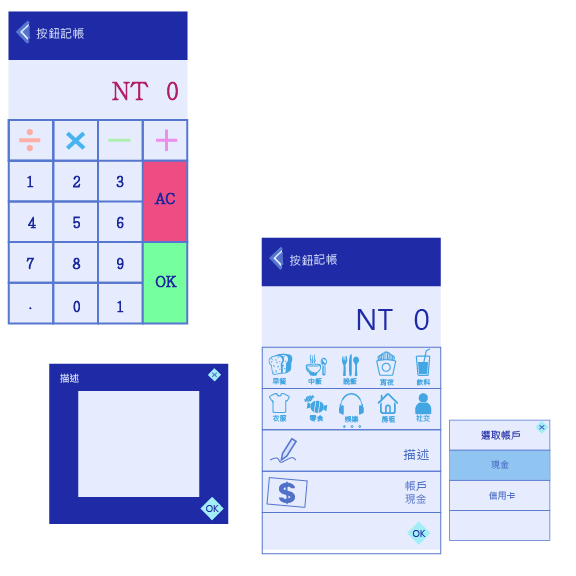 按鈕記帳
NT 0
÷ × − +
1 2 3 AC
4 5 6
7 8 9 OK
. 0 1
描述 ×
OK
按鈕記帳
NT 0
早餐 中餐 晚餐 宵夜 飲料
衣服 零食 娛樂 房租 社交
描述
$ 帳戶
現金
OK
選取帳戶 ×
現金
信用卡